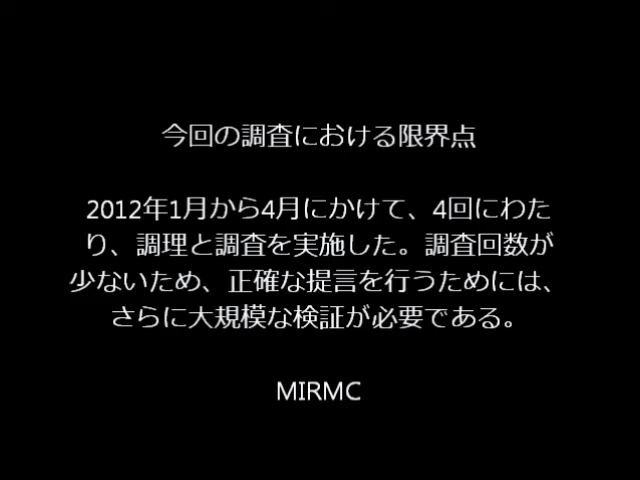 今回の調査における限界点
2012年1月から4月にかけて、4回にわた
り、調理と調査を実施した。調査回数が
少ないため、正確な提言を行うためには、
さらに大規模な検証が必要である。
MIRMC